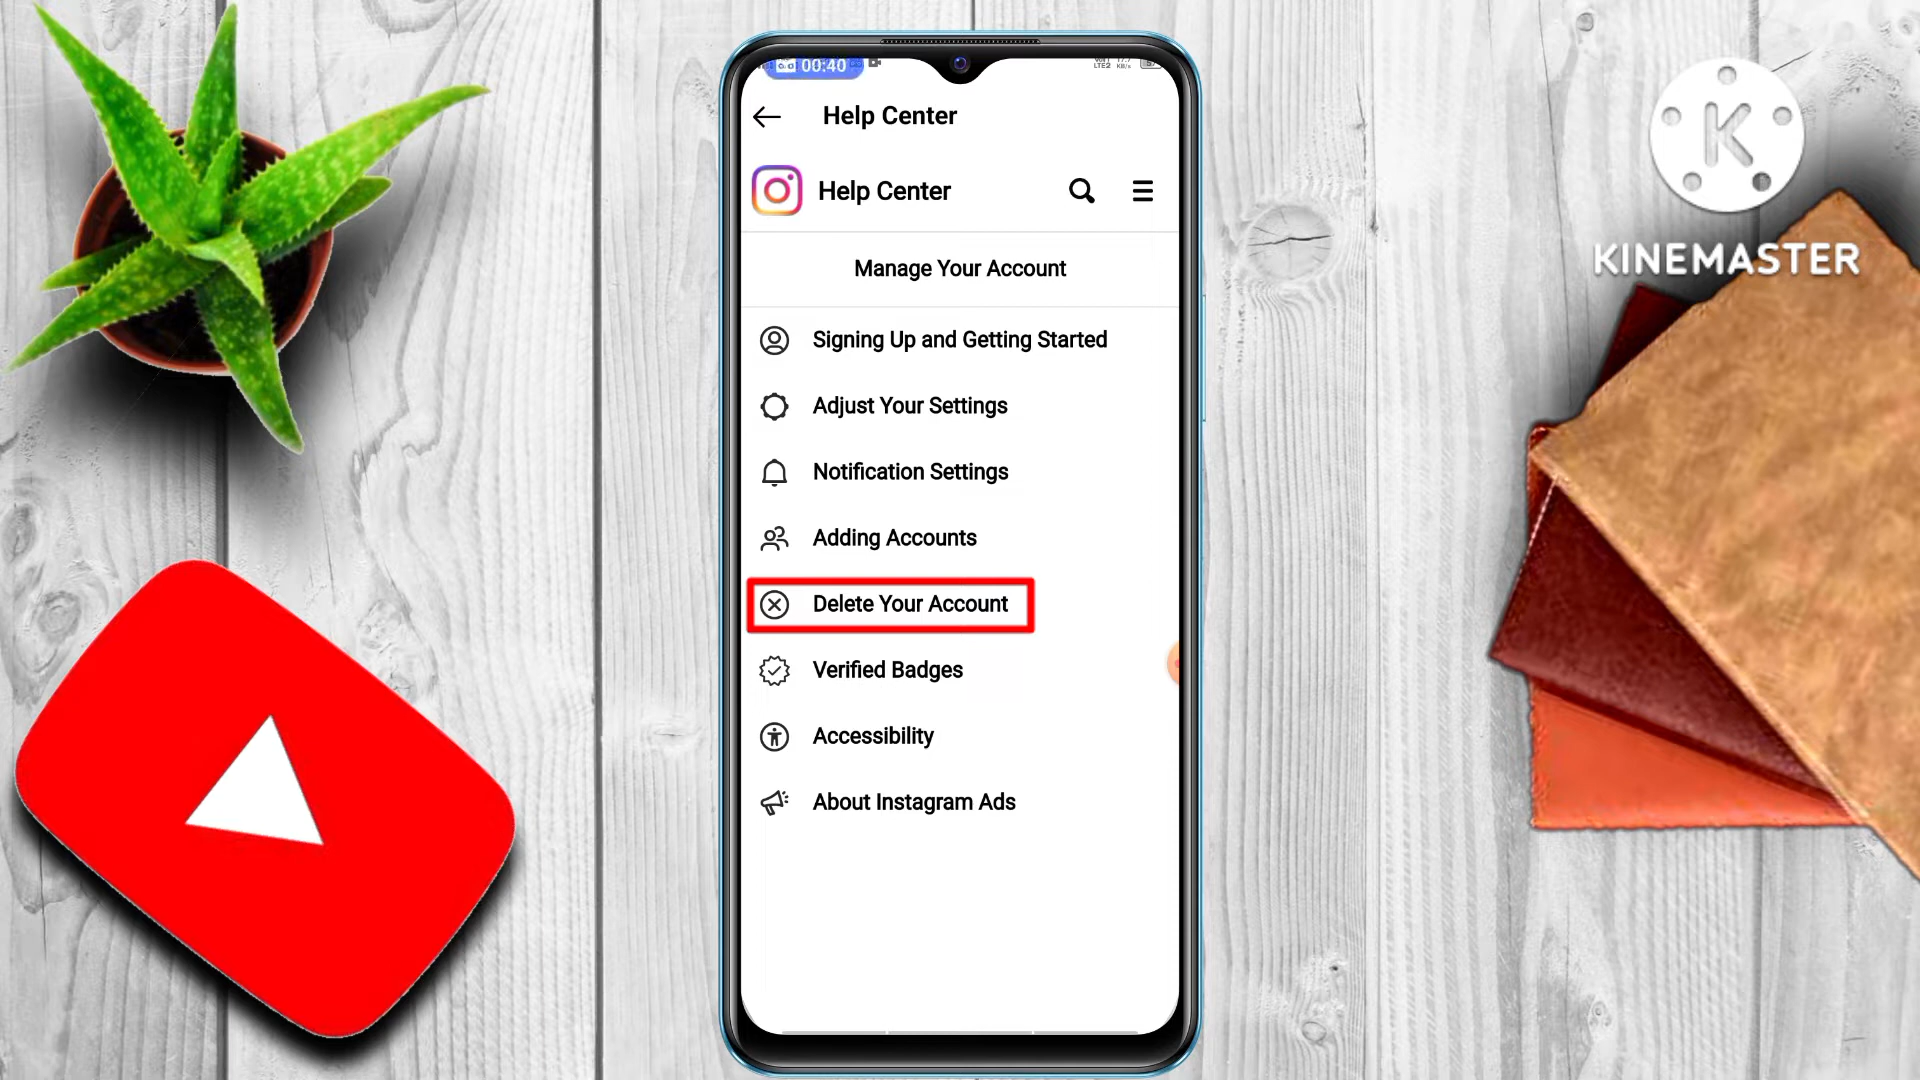 00:40
Help Center
Help Center
Manage Your Account
Signing Up and Getting Started
Adjust Your Settings
Notification Settings
Adding Accounts
Delete Your Account
Verified Badges
Accessibility
About Instagram Ads
K
KINEMASTER